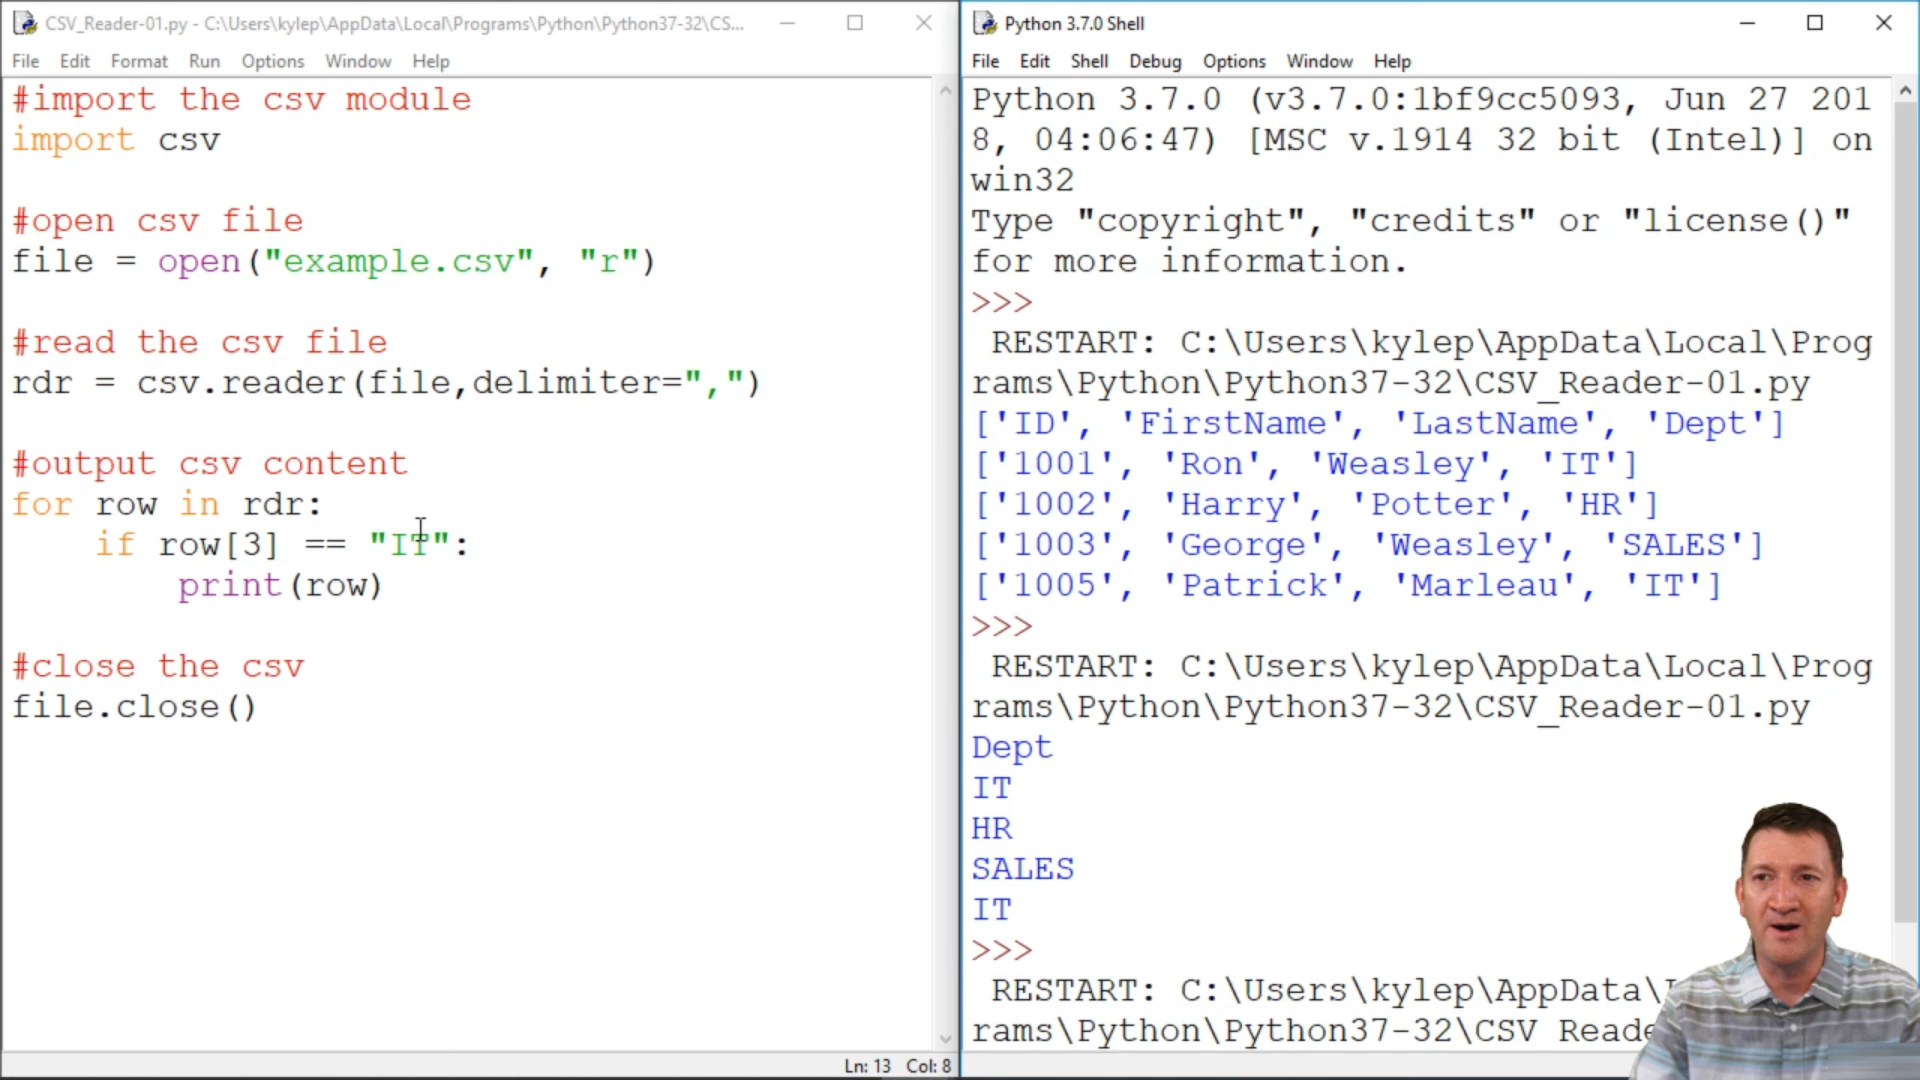 CSV_Reader-01.py - C:\Users\kylep\AppData\Local\Programs\Python\Python37-32\CS...
File Edit Format Run Options Window Help
#import the csv module
import csv
#open csv file
file = open("example.csv", "r")
#read the csv file
rdr = csv.reader(file,delimiter=",")
#output csv content
for row in rdr:
if row[3] == "IT":
print(row)
#close the csv
file.close()
Ln: 13 Col: 8
Python 3.7.0 Shell
File Edit Shell Debug Options Window Help
Python 3.7.0 (v3.7.0:1bf9cc5093, Jun 27 201
8, 04:06:47) [MSC v.1914 32 bit (Intel)] on
win32
Type "copyright", "credits" or "license()"
for more information.
>>>
RESTART: C:\Users\kylep\AppData\Local\Prog
rams\Python\Python37-32\CSV_Reader-01.py
['ID', 'FirstName', 'LastName', 'Dept']
['1001', 'Ron', 'Weasley', 'IT']
['1002', 'Harry', 'Potter', 'HR']
['1003', 'George', 'Weasley', 'SALES']
['1005', 'Patrick', 'Marleau', 'IT']
>>>
RESTART: C:\Users\kylep\AppData\Local\Prog
rams\Python\Python37-32\CSV_Reader-01.py
Dept
IT
HR
SALES
IT
>>>
RESTART: C:\Users\kylep\AppData\
rams\Python\Python37-32\CSV Reade